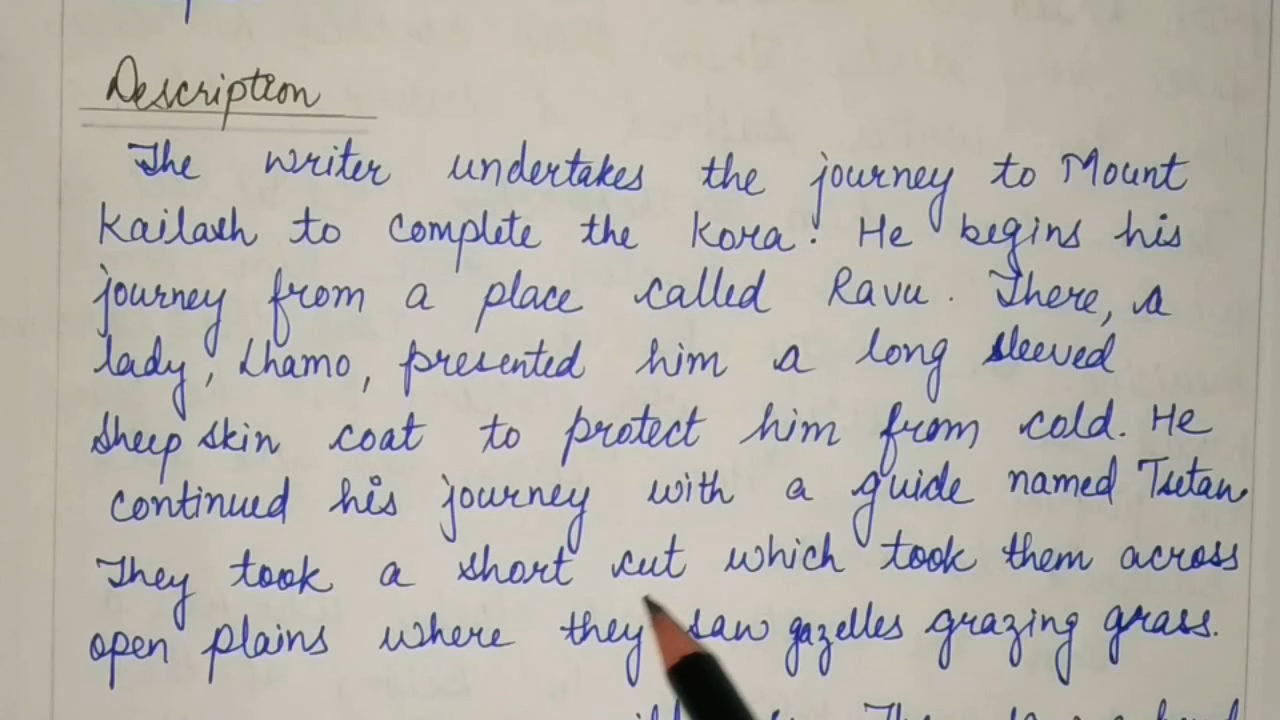 Description
The writer undertakes the journey to Mount
Kailash to complete the Kora. He begins his
journey from a place called Ravu. There, a
lady, Lhamo, presented him a long sleeved
sheep skin coat to protect him from cold. He
continued his journey with a guide named Tsetan.
They took a short cut which took them across
open plains where they saw gazelles grazing grass.